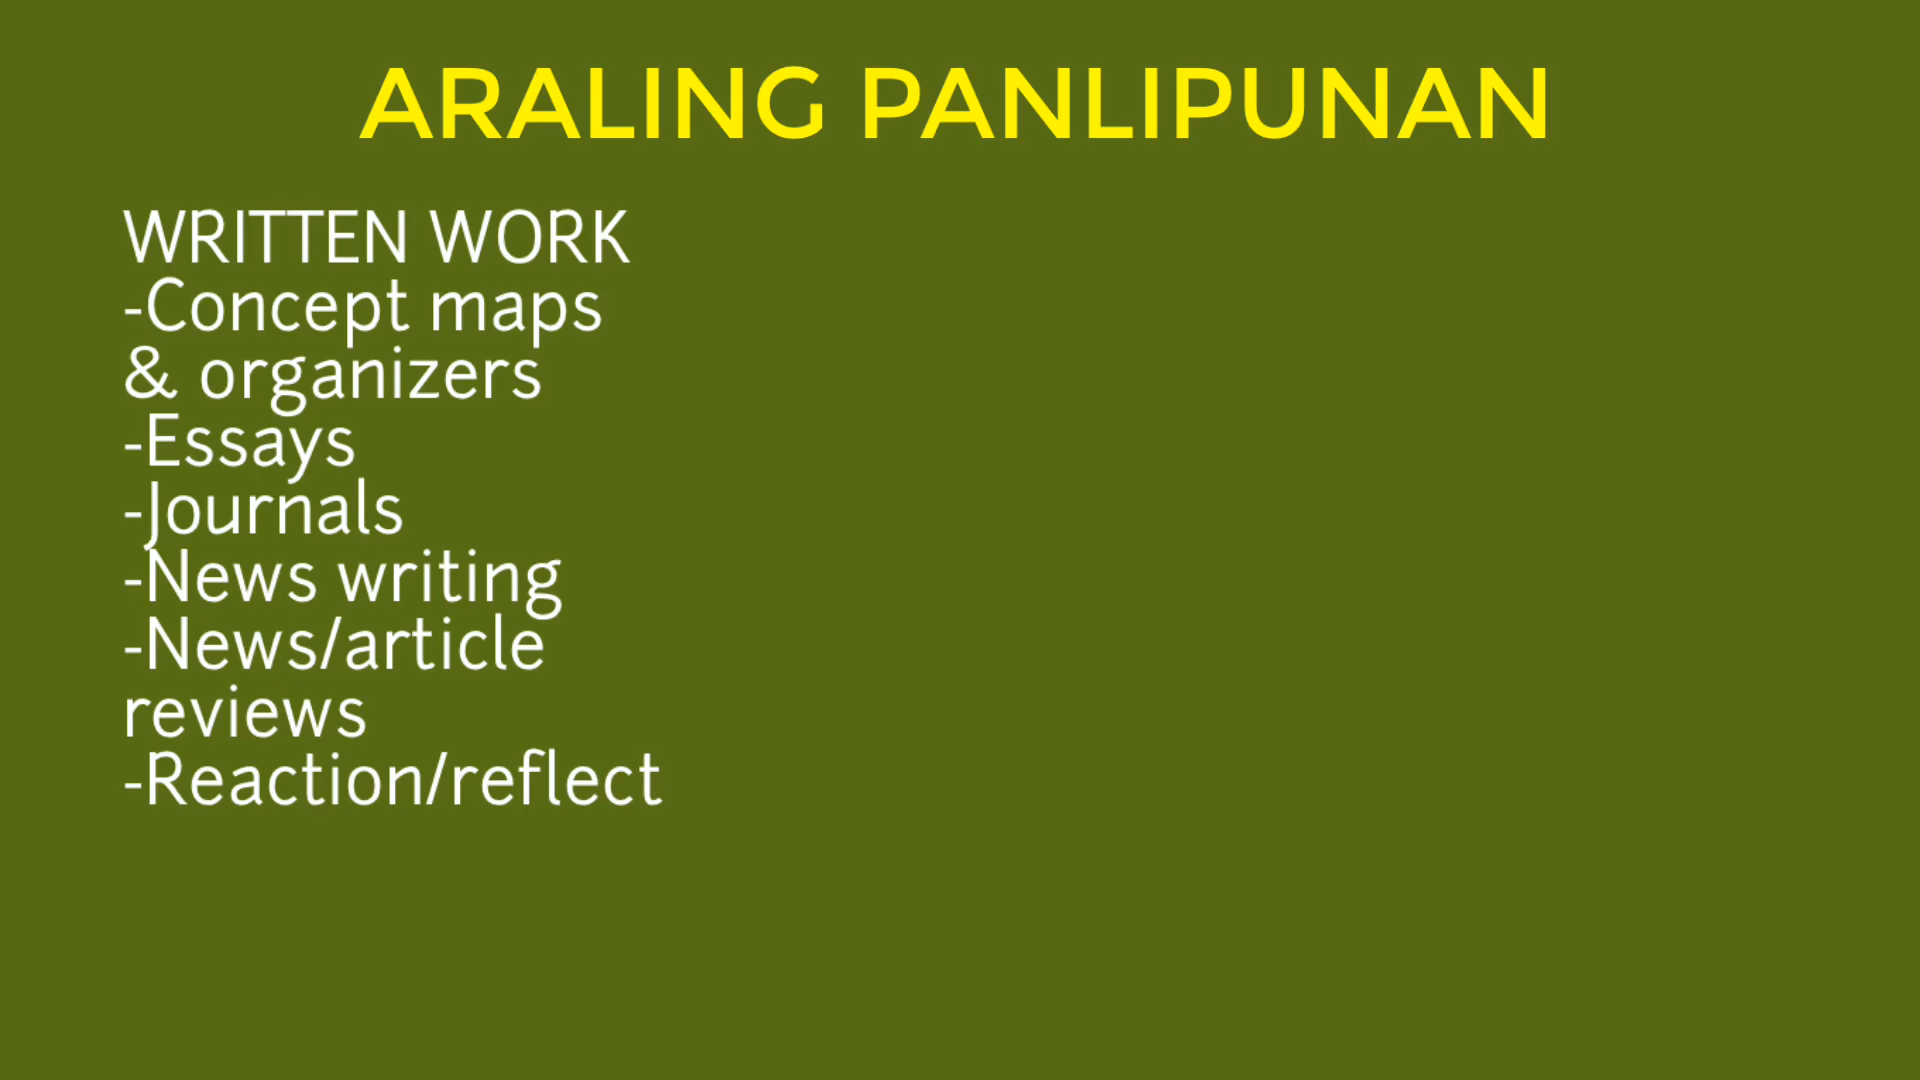 ARALING PANLIPUNAN
WRITTEN WORK
-Concept maps
& organizers
-Essays
-Journals
-News writing
-News/article
reviews
-Reaction/reflect